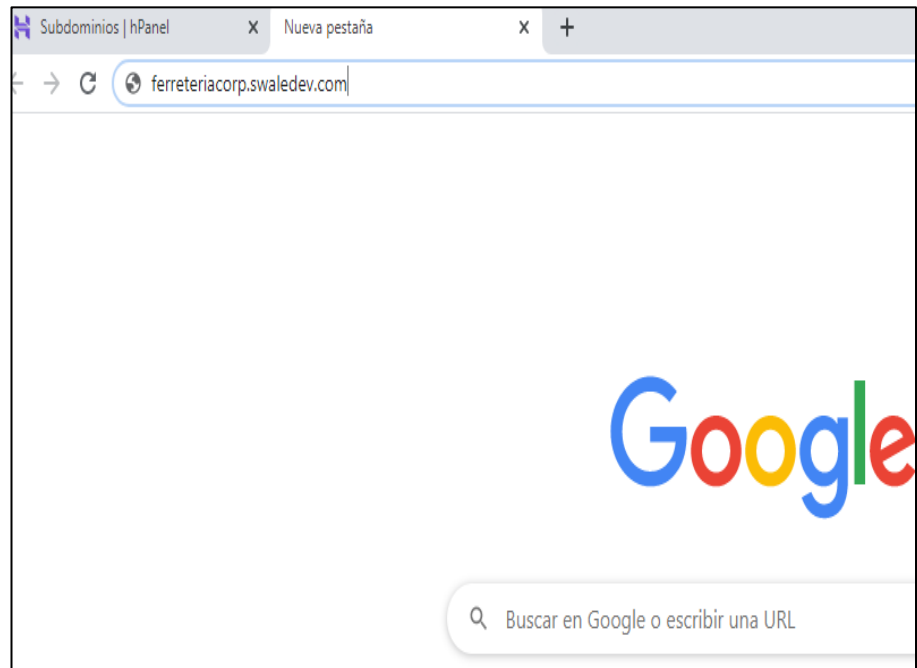 Subdominios | hPanel
Nueva pestaña
ferreteriacorp.swaledev.com
Google
Buscar en Google o escribir una URL